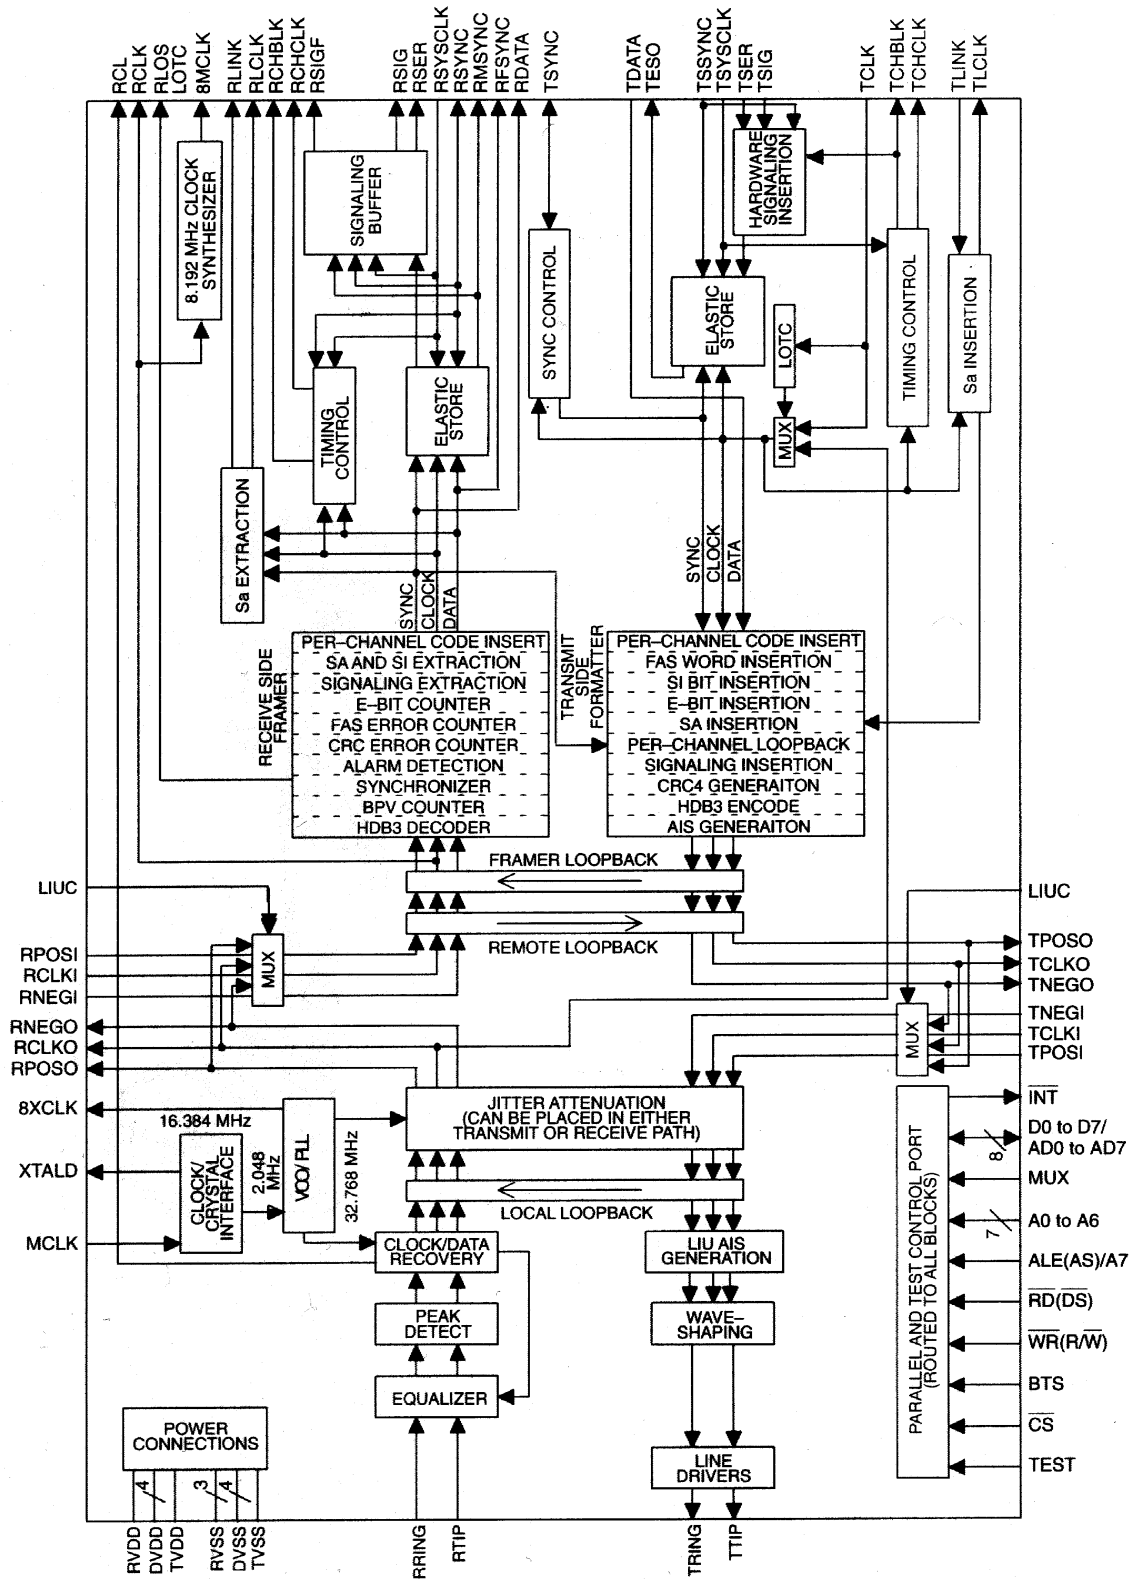 RCL
RCLK
RLOS
LOTC
8MCLK
RLINK
RLCLK
RCHBLK
RCHCLK
RSIGF
RSIG
RSER
RSYSCLK
RSYNC
RMSYNC
RFSYNC
RDATA
TSYNC
TDATA
TESO
TSSYNC
TSYSCLK
TSER
TSIG
TCLK
TCHBLK
TCHCLK
TLINK
TLCLK
8.192 MHz CLOCK
SYNTHESIZER
SIGNALING
BUFFER
HARDWARE
SIGNALING
INSERTION
SYNC CONTROL
ELASTIC
STORE
LOTC
TIMING CONTROL
Sa INSERTION
TIMING
CONTROL
ELASTIC
STORE
MUX
Sa EXTRACTION
SYNC
CLOCK
DATA
SYNC
CLOCK
DATA
RECEIVE SIDE
FRAMER
PER–CHANNEL CODE INSERT
SA AND SI EXTRACTION
SIGNALING EXTRACTION
E–BIT COUNTER
FAS ERROR COUNTER
CRC ERROR COUNTER
ALARM DETECTION
SYNCHRONIZER
BPV COUNTER
HDB3 DECODER
TRANSMIT
SIDE
FORMATTER
PER–CHANNEL CODE INSERT
FAS WORD INSERTION
SI BIT INSERTION
E–BIT INSERTION
SA INSERTION
PER–CHANNEL LOOPBACK
SIGNALING INSERTION
CRC4 GENERAITON
HDB3 ENCODE
AIS GENERAITON
FRAMER LOOPBACK
REMOTE LOOPBACK
LIUC
RPOSI
RCLKI
RNEGI
RNEGO
RCLKO
RPOSO
MUX
LIUC
TPOSO
TCLKO
TNEGO
TNEGI
TCLKI
TPOSI
MUX
8XCLK
16.384 MHz
XTALD
MCLK
CLOCK/
CRYSTAL
INTERFACE
2.048
MHz
VCO/PLL
32.768 MHz
JITTER ATTENUATION
(CAN BE PLACED IN EITHER
TRANSMIT OR RECEIVE PATH)
LOCAL LOOPBACK
CLOCK/DATA
RECOVERY
LIU AIS
GENERATION
PEAK
DETECT
WAVE–
SHAPING
EQUALIZER
LINE
DRIVERS
PARALLEL AND TEST CONTROL PORT
(ROUTED TO ALL BLOCKS)
INT
D0 to D7/
AD0 to AD7
8
MUX
A0 to A6
7
ALE(AS)/A7
RD(DS)
WR(R/W)
BTS
CS
TEST
POWER
CONNECTIONS
4
3
4
RVDD
DVDD
TVDD
RVSS
DVSS
TVSS
RRING
RTIP
TRING
TTIP